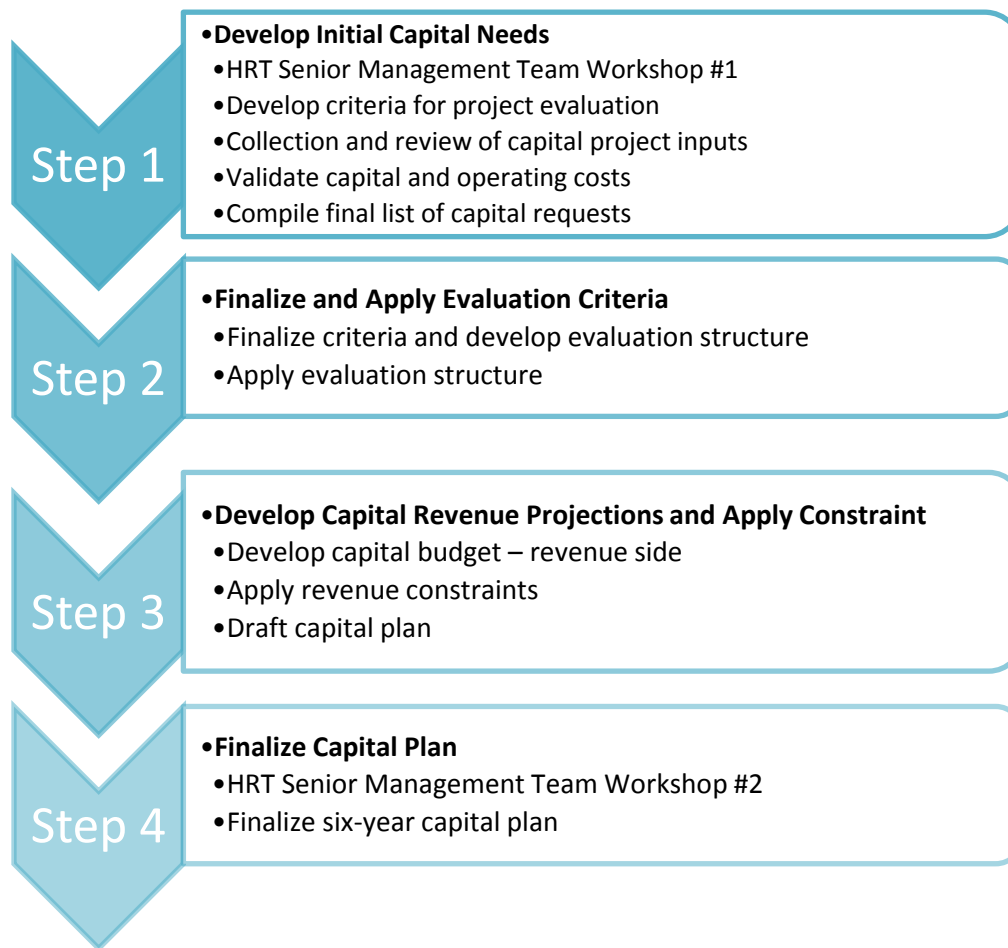 Step 1
•Develop Initial Capital Needs
•HRT Senior Management Team Workshop #1
•Develop criteria for project evaluation
•Collection and review of capital project inputs
•Validate capital and operating costs
•Compile final list of capital requests
Step 2
•Finalize and Apply Evaluation Criteria
•Finalize criteria and develop evaluation structure
•Apply evaluation structure
Step 3
•Develop Capital Revenue Projections and Apply Constraint
•Develop capital budget – revenue side
•Apply revenue constraints
•Draft capital plan
Step 4
•Finalize Capital Plan
•HRT Senior Management Team Workshop #2
•Finalize six-year capital plan